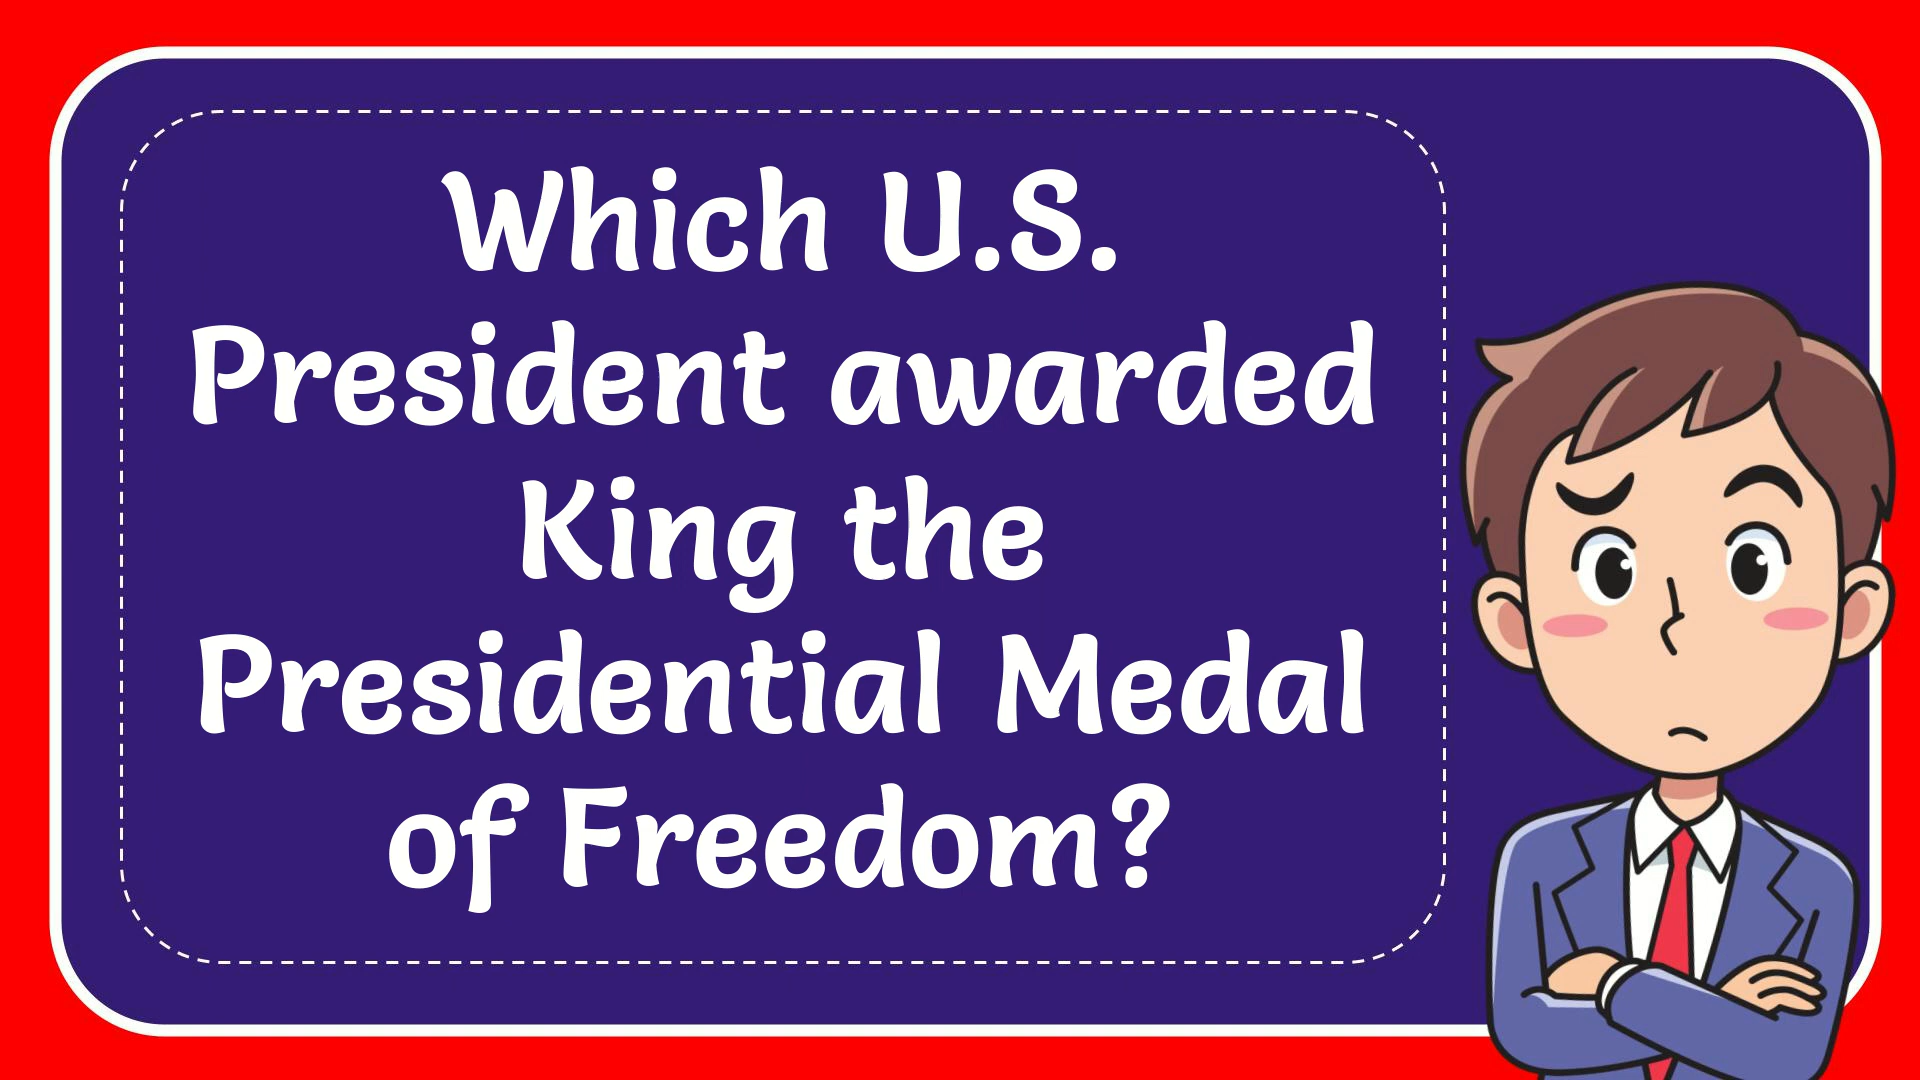 Which U.S.
President awarded
King the
Presidential Medal
of Freedom?